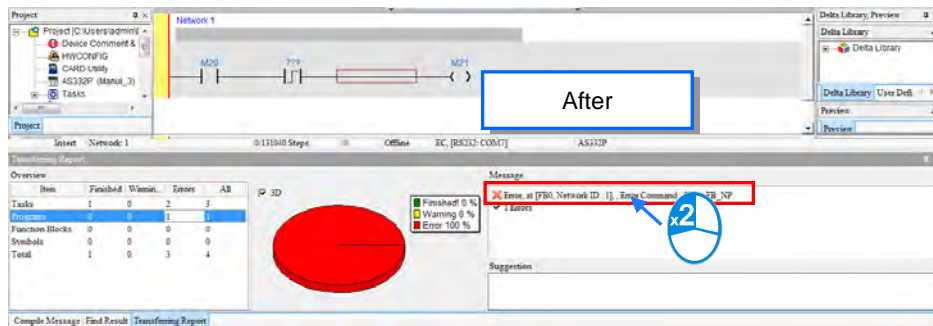 Project
Project [C:\Users\admini
Device Comment &
HWCONFIG
CARD Utility
AS332P (Manul_3)
Tasks
Project
Network 1
M20 ??? M21
After
Delta Library, Preview
Delta Library
Delta Library
Delta Library User Defi
Preview
Preview
Insert Network: 1 0/131040 Steps Offline EC, [RS232: COM7] AS332P
Transferring Report
Overview
Item Finished Warnin... Errors All
Tasks 1 0 2 3
Programs 0 0 1 1
Function Blocks 0 0 0 0
Symbols 0 0 0 0
Total 1 0 3 4
3D
Finished! 0 %
Warning 0 %
Error 100 %
Message
Error, at [FB0, Network ID : 1], , Error Command FB_NP
1 Errors
x2
Suggestion
Compile Message Find Result Transferring Report